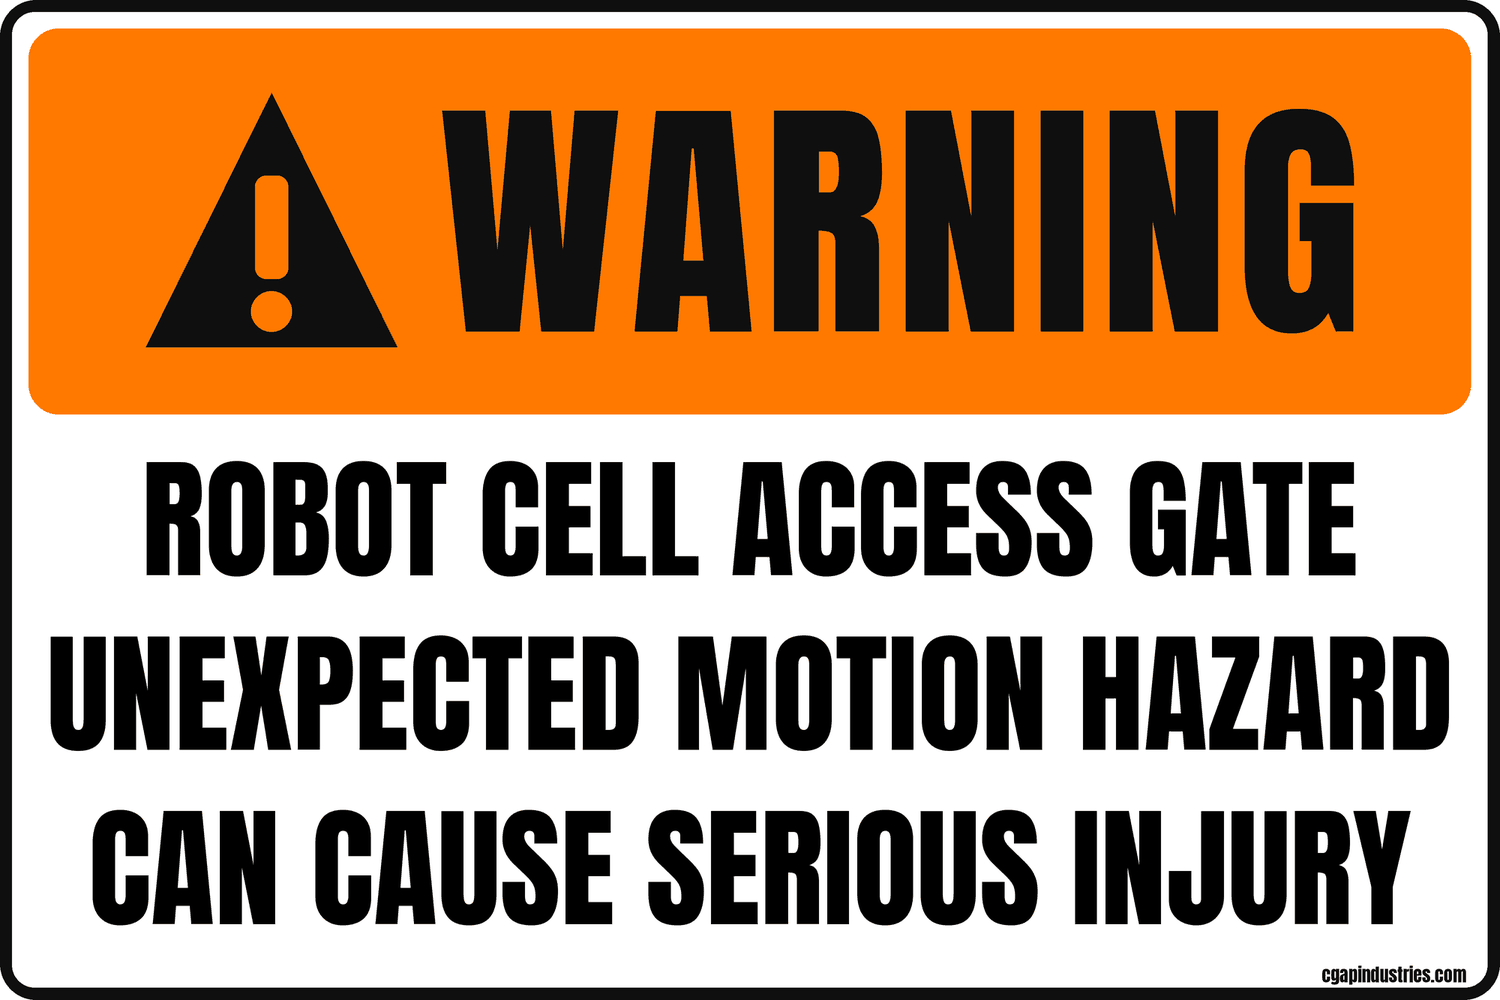 WARNING
ROBOT CELL ACCESS GATE
UNEXPECTED MOTION HAZARD
CAN CAUSE SERIOUS INJURY
cgapindustries.com